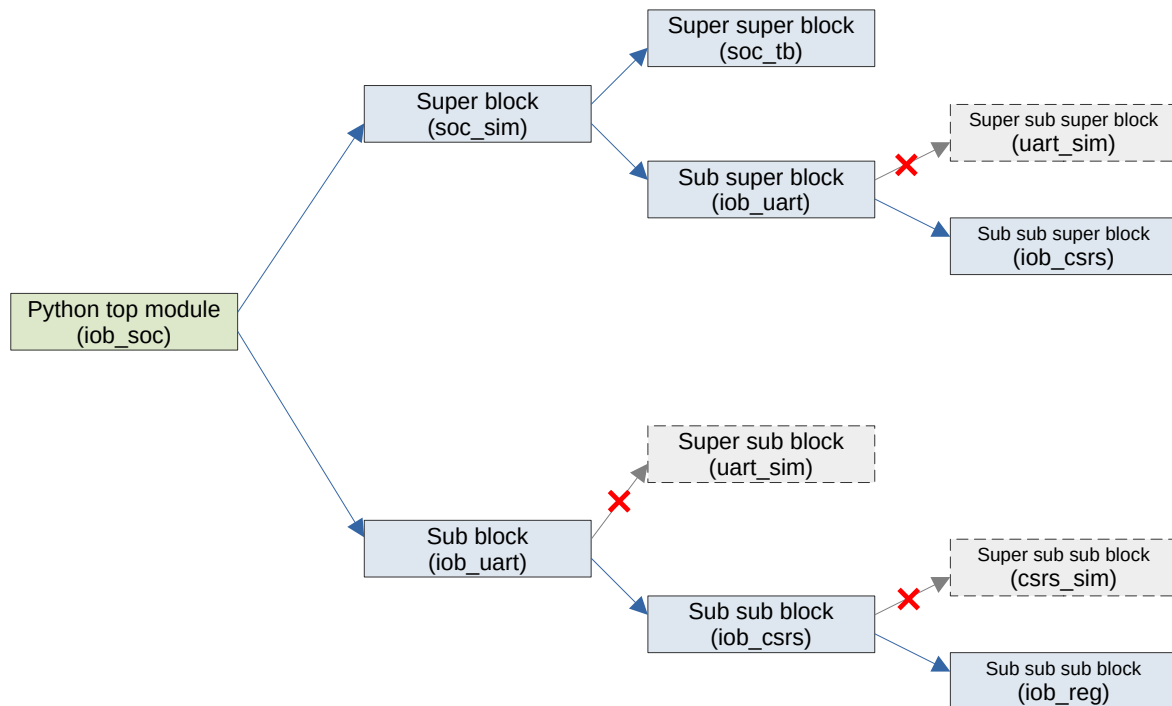 Super super block
(soc_tb)
Super block
(soc_sim)
Super sub super block
(uart_sim)
Sub super block
(iob_uart)
Sub sub super block
(iob_csrs)
Python top module
(iob_soc)
Super sub block
(uart_sim)
Sub block
(iob_uart)
Super sub sub block
(csrs_sim)
Sub sub block
(iob_csrs)
Sub sub sub block
(iob_reg)